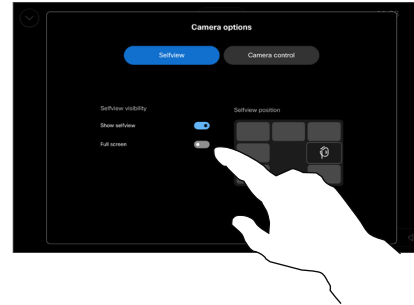 Camera options
Selfview
Camera control
Selfview visibility
Selfview position
Show selfview
Full screen